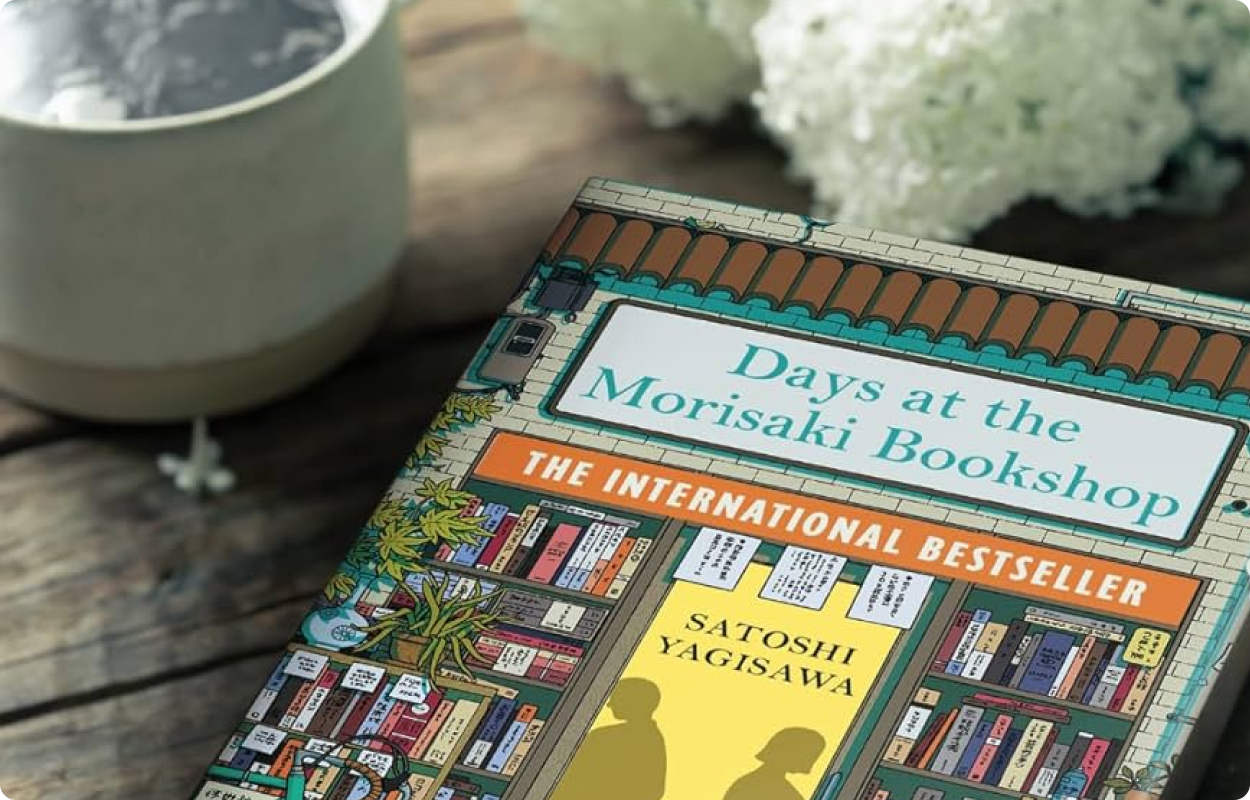 Days at the
Morisaki Bookshop
THE INTERNATIONAL BESTSELLER
SATOSHI
YAGISAWA